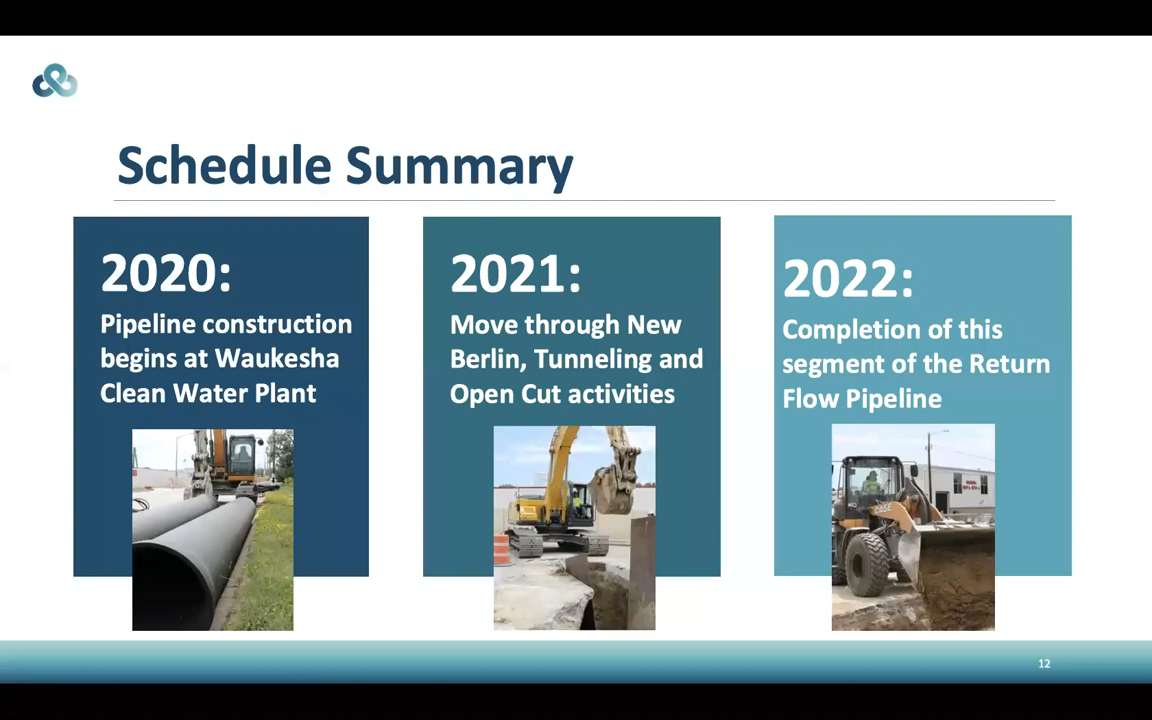 Schedule Summary
2020:
Pipeline construction
begins at Waukesha
Clean Water Plant
2021:
Move through New
Berlin, Tunneling and
Open Cut activities
2022:
Completion of this
segment of the Return
Flow Pipeline
CASE
12